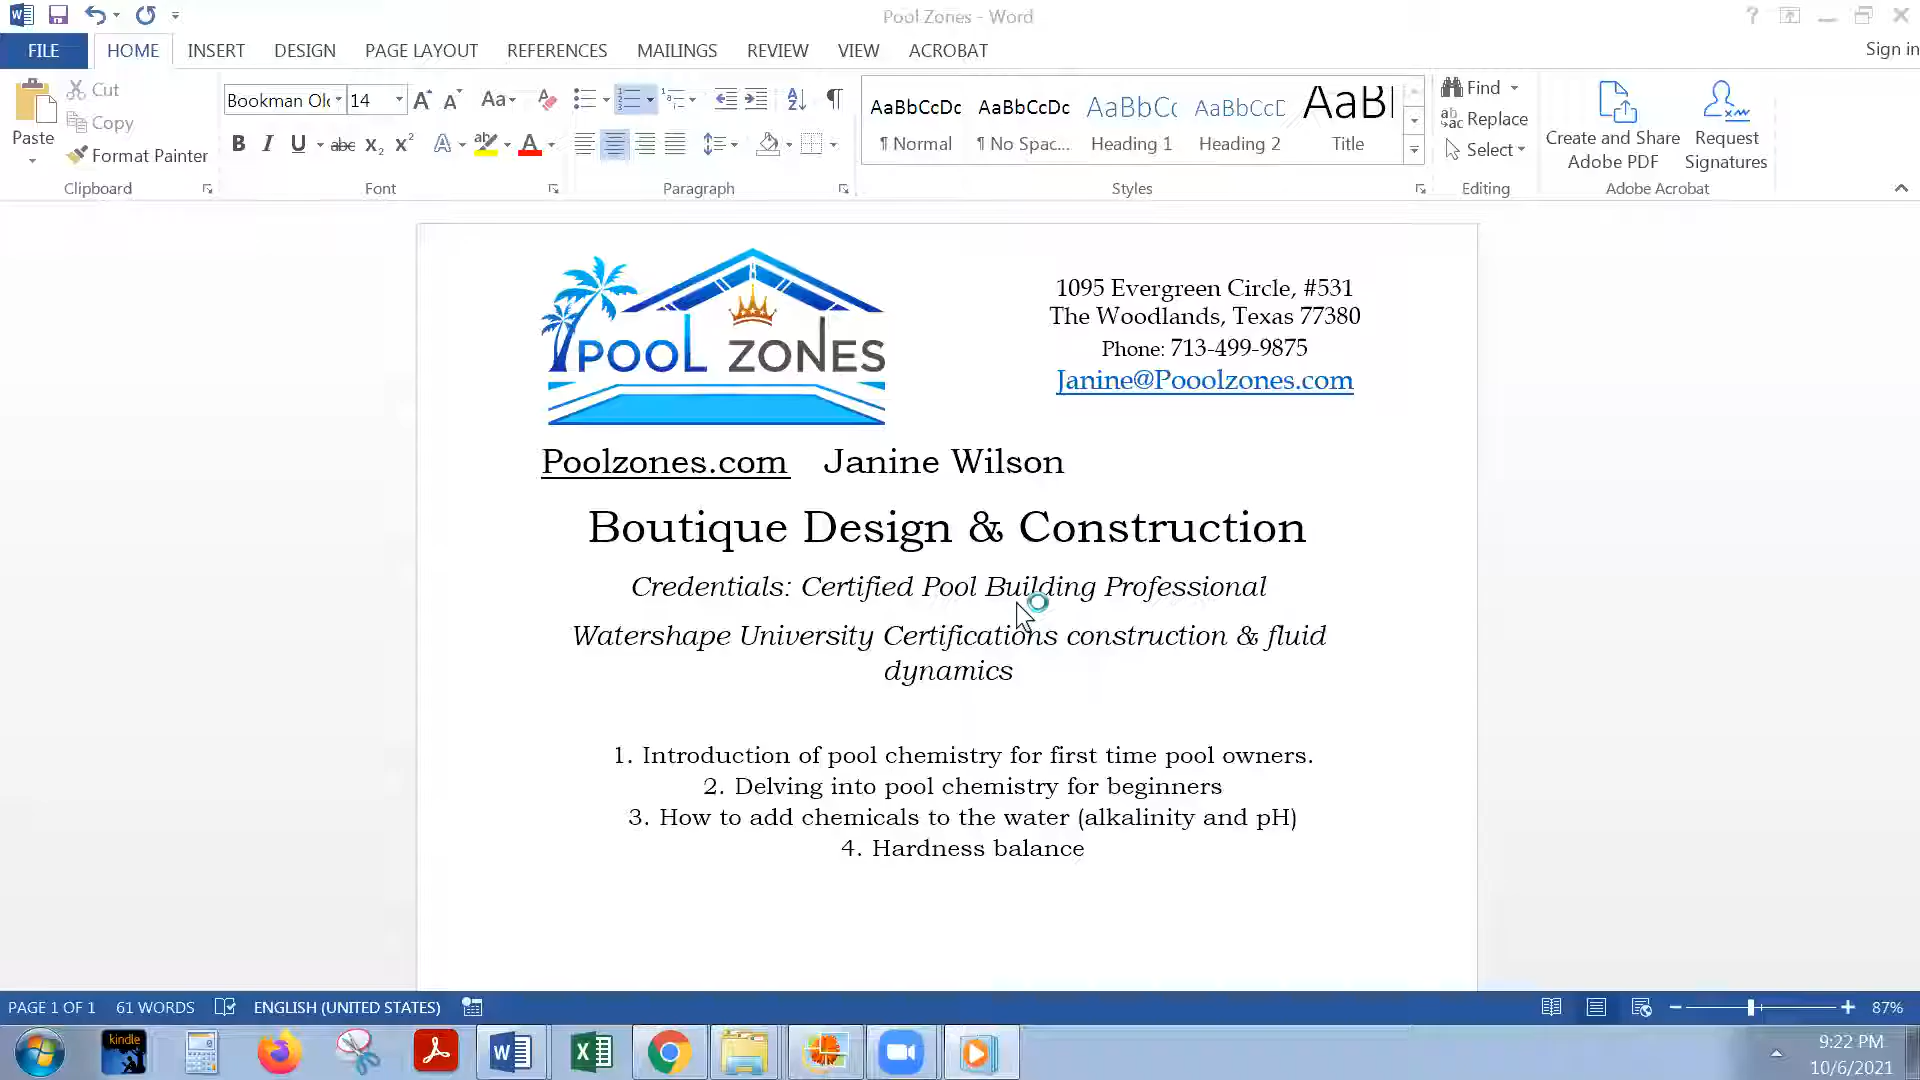 Pool Zones - Word
FILE HOME INSERT DESIGN PAGE LAYOUT REFERENCES MAILINGS REVIEW VIEW ACROBAT Sign in
Paste
Cut
Copy
Format Painter
Clipboard
Bookman Olc 14
Font
Paragraph
AaBbCcDc AaBbCcDc AaBbCc AaBbCcD AaBl
¶ Normal ¶ No Spac... Heading 1 Heading 2 Title
Styles
Find
Replace
Select
Editing
Create and Share Adobe PDF
Request Signatures
Adobe Acrobat
POOL ZONES
1095 Evergreen Circle, #531
The Woodlands, Texas 77380
Phone: 713-499-9875
Janine@Pooolzones.com
Poolzones.com Janine Wilson
Boutique Design & Construction
Credentials: Certified Pool Building Professional
Watershape University Certifications construction & fluid
dynamics
1. Introduction of pool chemistry for first time pool owners.
2. Delving into pool chemistry for beginners
3. How to add chemicals to the water (alkalinity and pH)
4. Hardness balance
PAGE 1 OF 1 61 WORDS ENGLISH (UNITED STATES) 87%
kindle
9:22 PM
10/6/2021